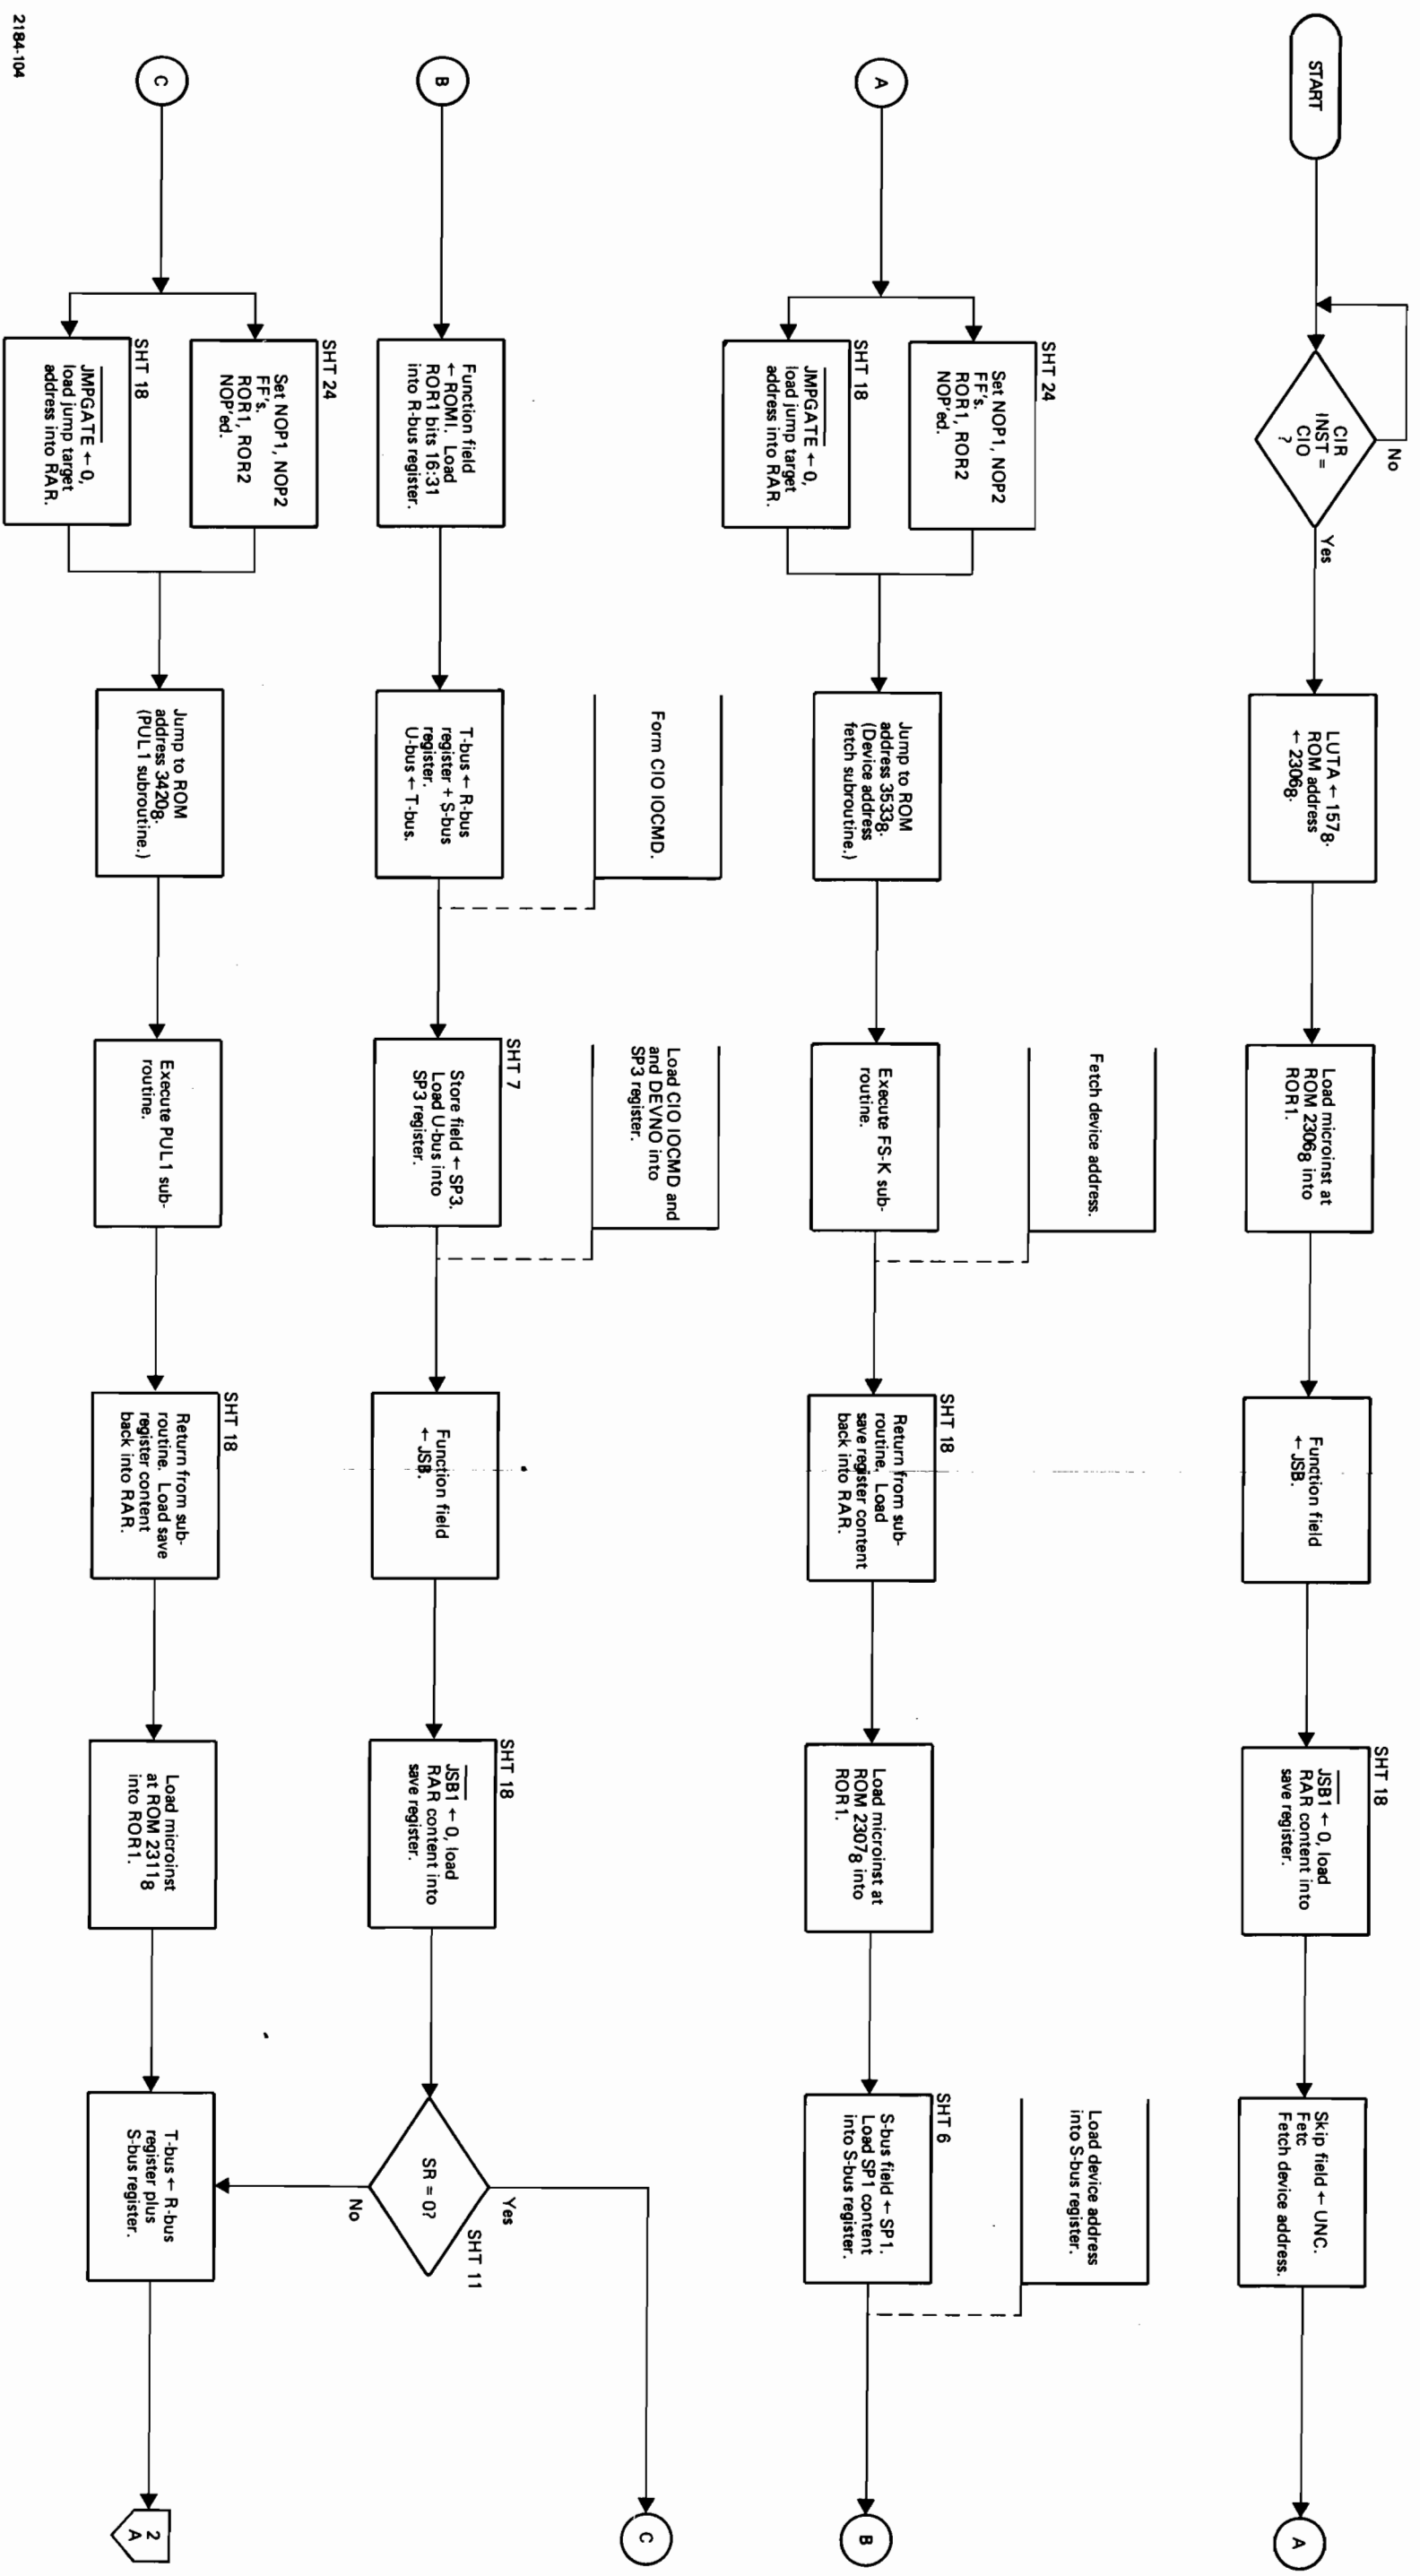 START
CIR
INST =
CIO
?
No
Yes
LUTA ← 157₈.
ROM address
← 2306₈.
Load microinst at
ROM 2306₈ into
ROR1.
Function field
← JSB.
SHT 18
JSB1 ← 0, load
RAR content into
save register.
Skip field ← UNC.
Fetc
Fetch device address.
A
A
SHT 24
Set NOP1, NOP2
FF's.
ROR1, ROR2
NOP'ed.
SHT 18
JMPGATE ← 0,
load jump target
address into RAR.
Jump to ROM
address 3533₈.
(Device address
fetch subroutine.)
Fetch device address.
Execute FS-K sub-
routine.
SHT 18
Return from sub-
routine. Load
save register content
back into RAR.
Load microinst at
ROM 2307₈ into
ROR1.
Load device address
into S-bus register.
SHT 6
S-bus field ← SP1.
Load SP1 content
into S-bus register.
B
B
Function field
← ROMI. Load
ROR1 bits 16:31
into R-bus register.
Form CIO IOCMD.
T-bus ← R-bus
register + S-bus
register.
U-bus ← T-bus.
Load CIO IOCMD and
and DEVNO into
SP3 register.
SHT 7
Store field ← SP3.
Load U-bus into
SP3 register.
Function field
← JSB.
SHT 18
JSB1 ← 0, load
RAR content into
save register.
SHT 11
SR = 0?
Yes
No
C
C
SHT 24
Set NOP1, NOP2
FF's.
ROR1, ROR2
NOP'ed.
SHT 18
JMPGATE ← 0,
load jump target
address into RAR.
Jump to ROM
address 3420₈.
(PUL1 subroutine.)
Execute PUL1 sub-
routine.
SHT 18
Return from sub-
routine. Load save
register content
back into RAR.
Load microinst
at ROM 2311₈
into ROR1.
T-bus ← R-bus
register plus
S-bus register.
2
A
2184-104